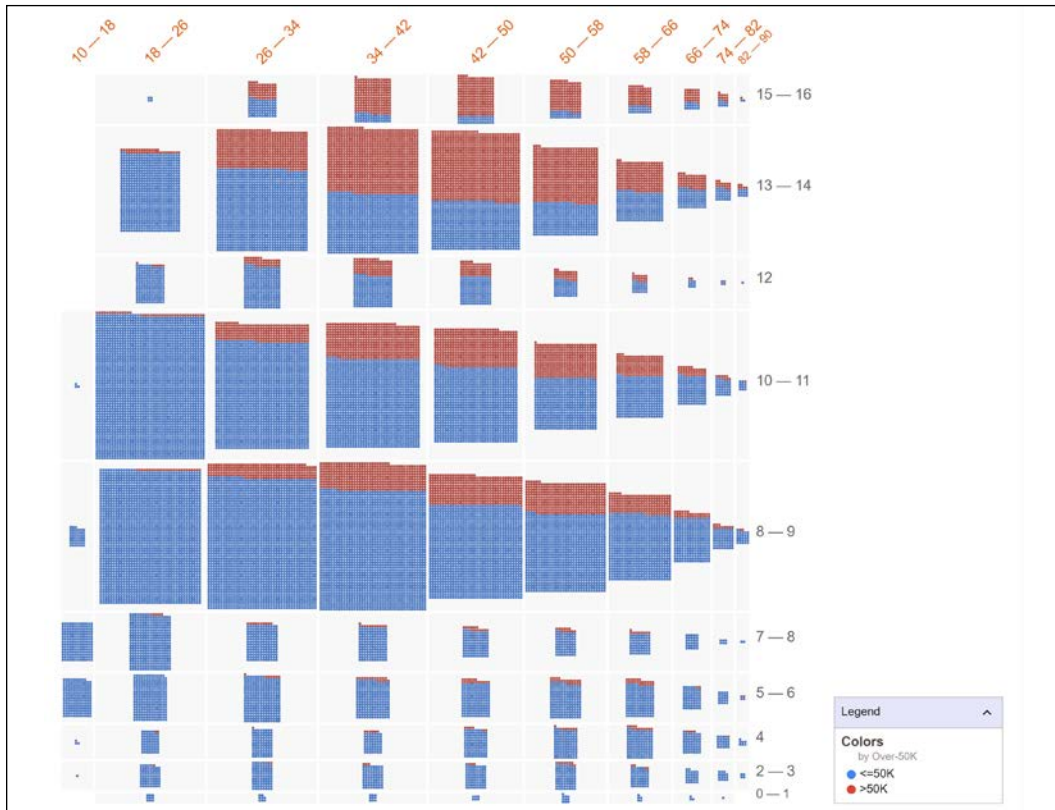 10 — 18
18 — 26
26 — 34
34 — 42
42 — 50
50 — 58
58 — 66
66 — 74
74 — 82
82 — 90
15 — 16
13 — 14
12
10 — 11
8 — 9
7 — 8
5 — 6
4
2 — 3
0 — 1
Legend
Colors
by Over-50K
<=50K
>50K